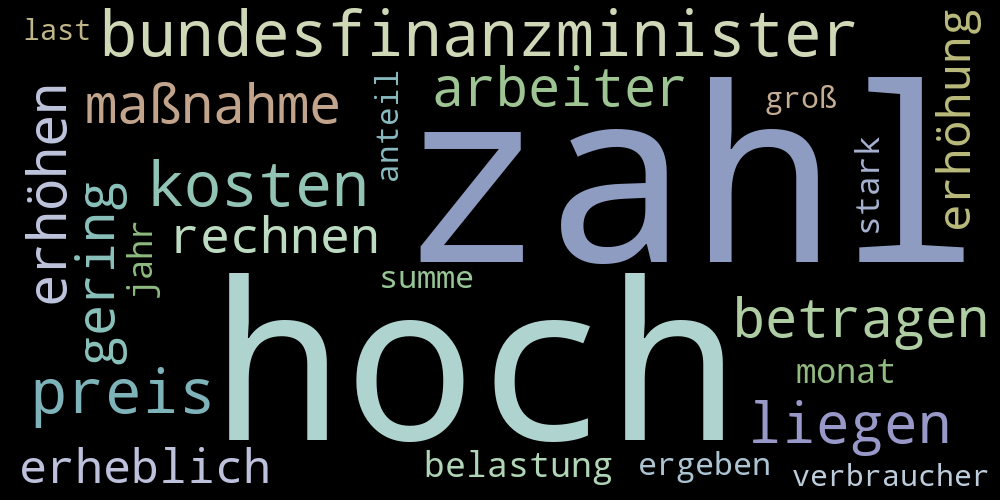 last
bundesfinanzminister
erhöhung
maßnahme
anteil
arbeiter
groß
erhöhen
zahl
stark
kosten
gering
jahr
rechnen
summe
hoch
betragen
preis
monat
liegen
erheblich
belastung
ergeben
verbraucher